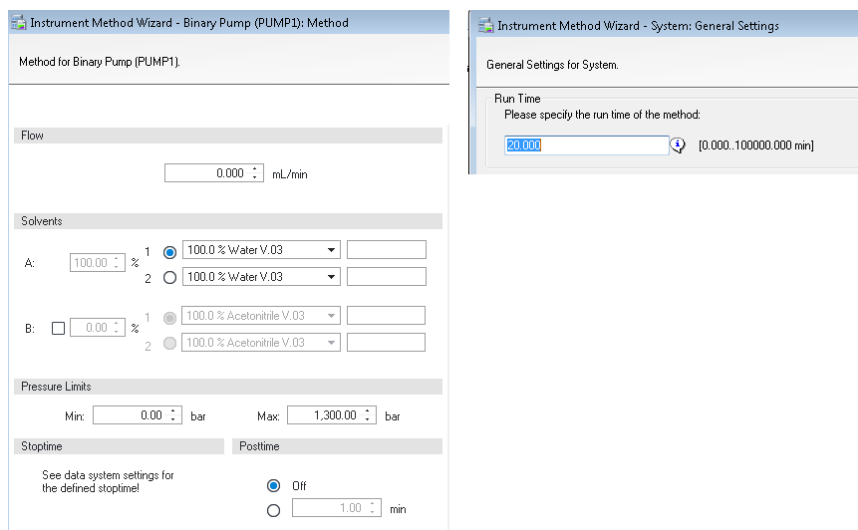 Instrument Method Wizard - Binary Pump (PUMP1): Method
Method for Binary Pump (PUMP1).
Flow
0.000 mL/min
Solvents
A: 100.00 % 1 100.0 % Water V.03
2 100.0 % Water V.03
B: 0.00 % 1 100.0 % Acetonitrile V.03
2 100.0 % Acetonitrile V.03
Pressure Limits
Min: 0.00 bar Max: 1,300.00 bar
Stoptime Posttime
See data system settings for
the defined stoptime!
Off
1.00 min
Instrument Method Wizard - System: General Settings
General Settings for System.
Run Time
Please specify the run time of the method:
20.000 [0.000..100000.000 min]